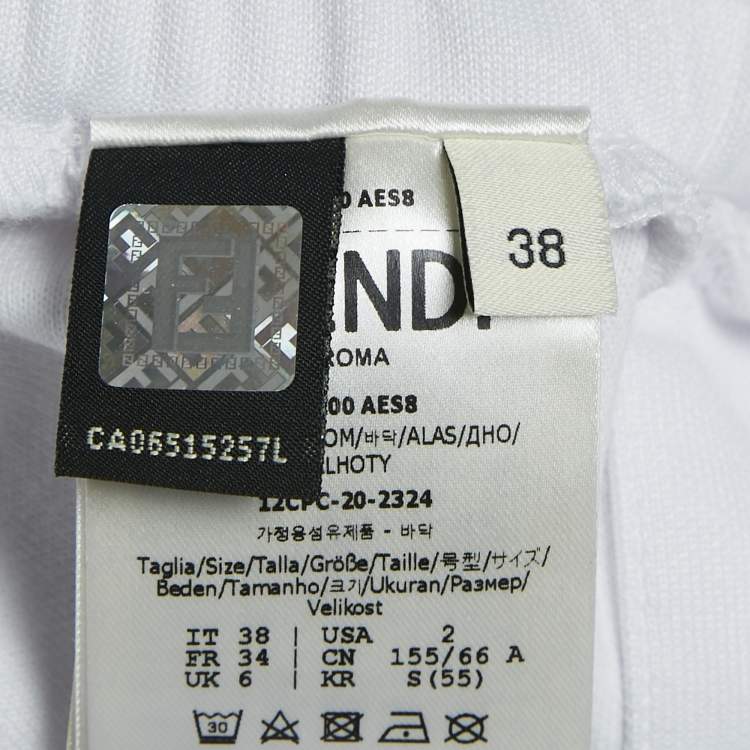 0 AES8
38
ENDI
ROMA
CA06515257L
00 AES8
OM/바닥/ALAS/ДНО/
LHOTY
12CPC-20-2324
가정용섬유제품 - 바닥
Taglia/Size/Talla/Größe/Taille/号型/サイズ/
Beden/Tamanho/크기/Ukuran/Размер/
Velikost
IT 38 | USA 2
FR 34 | CN 155/66 A
UK 6 | KR S(55)
30